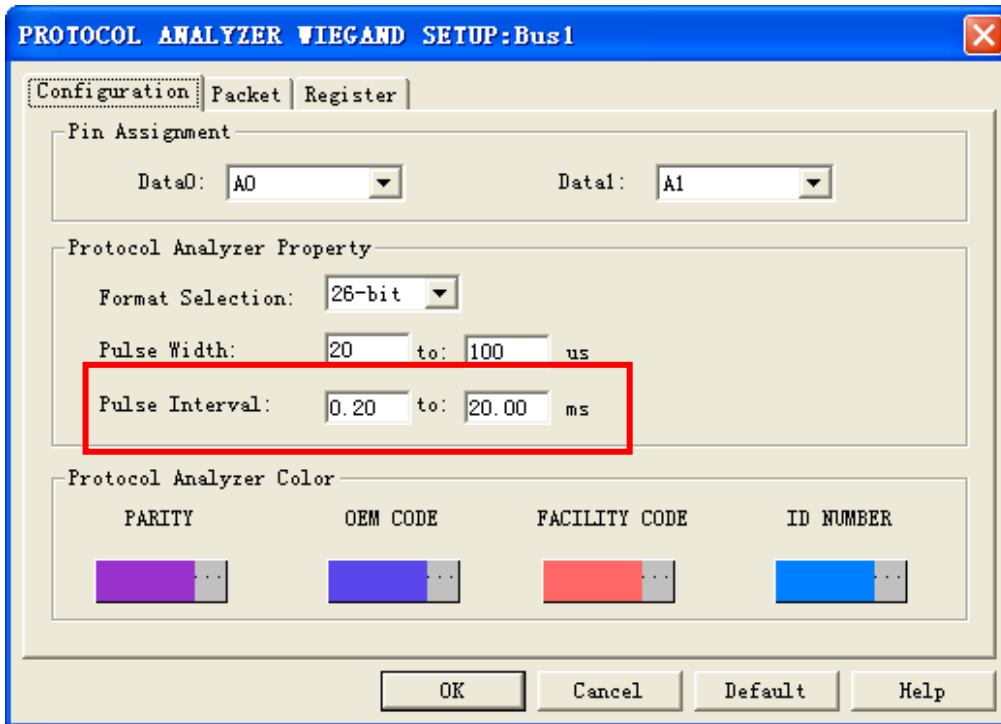 PROTOCOL ANALYZER WIEGAND SETUP:Bus1
Configuration Packet Register
Pin Assignment
Data0: A0 Data1: A1
Protocol Analyzer Property
Format Selection: 26-bit
Pulse Width: 20 to: 100 us
Pulse Interval: 0.20 to: 20.00 ms
Protocol Analyzer Color
PARITY OEM CODE FACILITY CODE ID NUMBER
... ... ... ...
OK Cancel Default Help